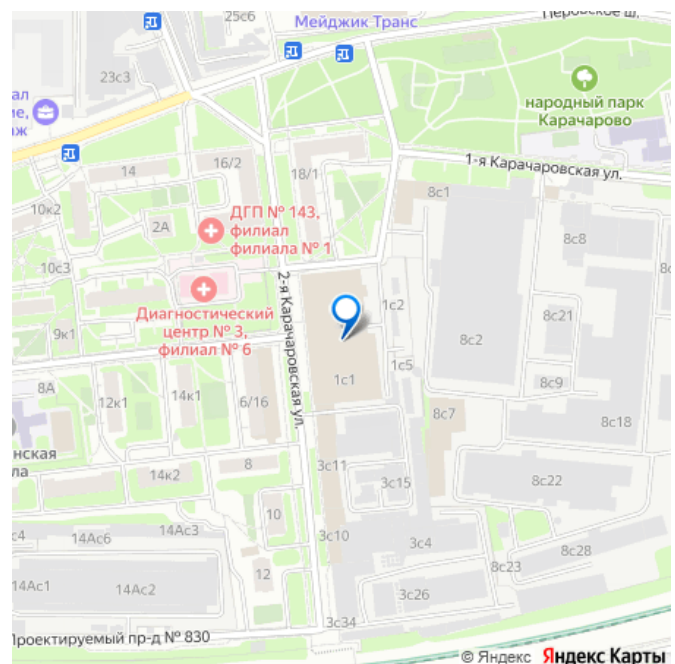 25с6
Мейджик Транс
Перовское ш.
23с3
народный парк
Карачарово
1-я Карачаровская ул.
14
16/2
18/1
8с1
10к2
2А
ДГП № 143,
филиал
филиала № 1
8с8
10с3
2-я Карачаровская ул.
Диагностический
центр № 3,
филиал № 6
1с2
8с21
9к1
8с2
1с5
1с1
8с9
8А
12к1
14к1
6/16
8с7
8с18
14к2
8
3с11
3с15
8с22
10
14Ас6
14Ас3
3с10
3с4
8с28
8с23
12
14Ас1
14Ас2
3с26
3с34
Проектируемый пр-д № 830
© Яндекс Яндекс Карты